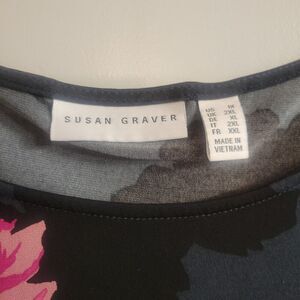 SUSAN GRAVER
US 1X
UK 2XL
DE XL
IT 2XL
FR XXL
MADE IN
VIETNAM